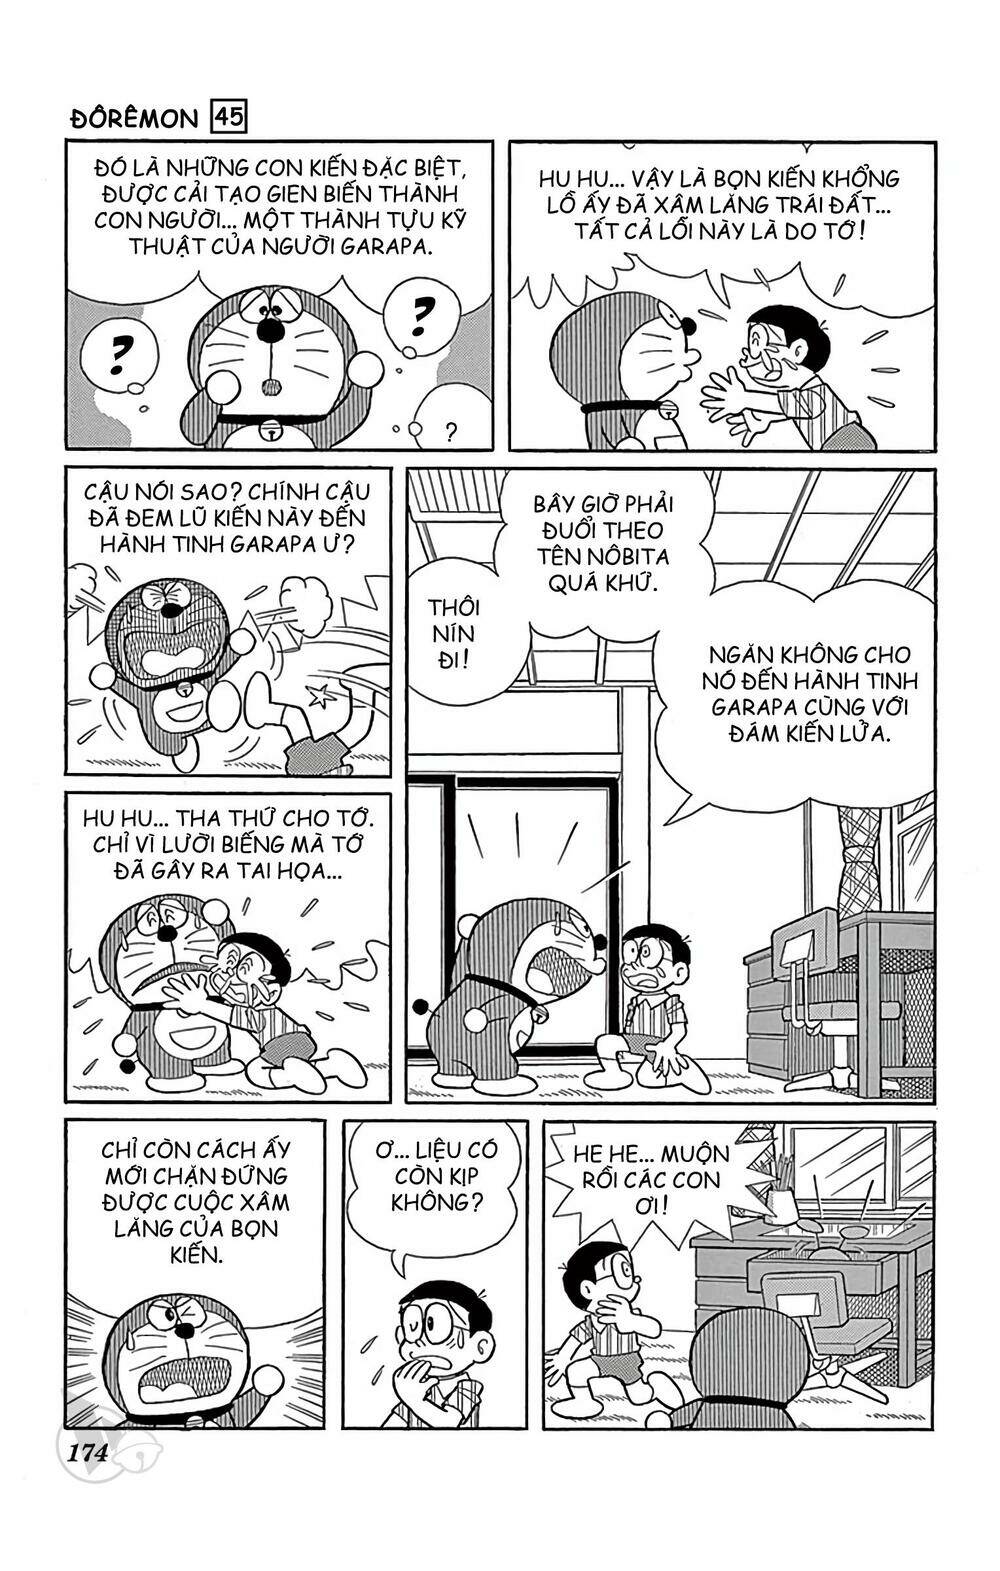 ĐÔRÊMON 45
ĐÓ LÀ NHỮNG CON KIẾN ĐẶC BIỆT,
ĐƯỢC CẢI TẠO GIEN BIẾN THÀNH
CON NGƯỜI... MỘT THÀNH TỰU KỸ
THUẬT CỦA NGƯỜI GARAPA.
?
?
?
HU HU... VẬY LÀ BỌN KIẾN KHỔNG
LỒ ẤY ĐÃ XÂM LĂNG TRÁI ĐẤT...
TẤT CẢ LỖI NÀY LÀ DO TỚ!
CẬU NÓI SAO? CHÍNH CẬU
ĐÃ ĐEM LŨ KIẾN NÀY ĐẾN
HÀNH TINH GARAPA Ư?
HU HU... THA THỨ CHO TỚ.
CHỈ VÌ LƯỜI BIẾNG MÀ TỚ
ĐÃ GÂY RA TAI HỌA...
THÔI
NÍN
ĐI!
BÂY GIỜ PHẢI
ĐUỔI THEO
TÊN NÔBITA
QUÁ KHỨ.
NGĂN KHÔNG CHO
NÓ ĐẾN HÀNH TINH
GARAPA CÙNG VỚI
ĐÁM KIẾN LỬA.
CHỈ CÒN CÁCH ẤY
MỚI CHẶN ĐỨNG
ĐƯỢC CUỘC XÂM
LĂNG CỦA BỌN
KIẾN.
Ơ... LIỆU CÓ
CÒN KỊP
KHÔNG?
HE HE... MUỘN
RỒI CÁC CON
ƠI!
174